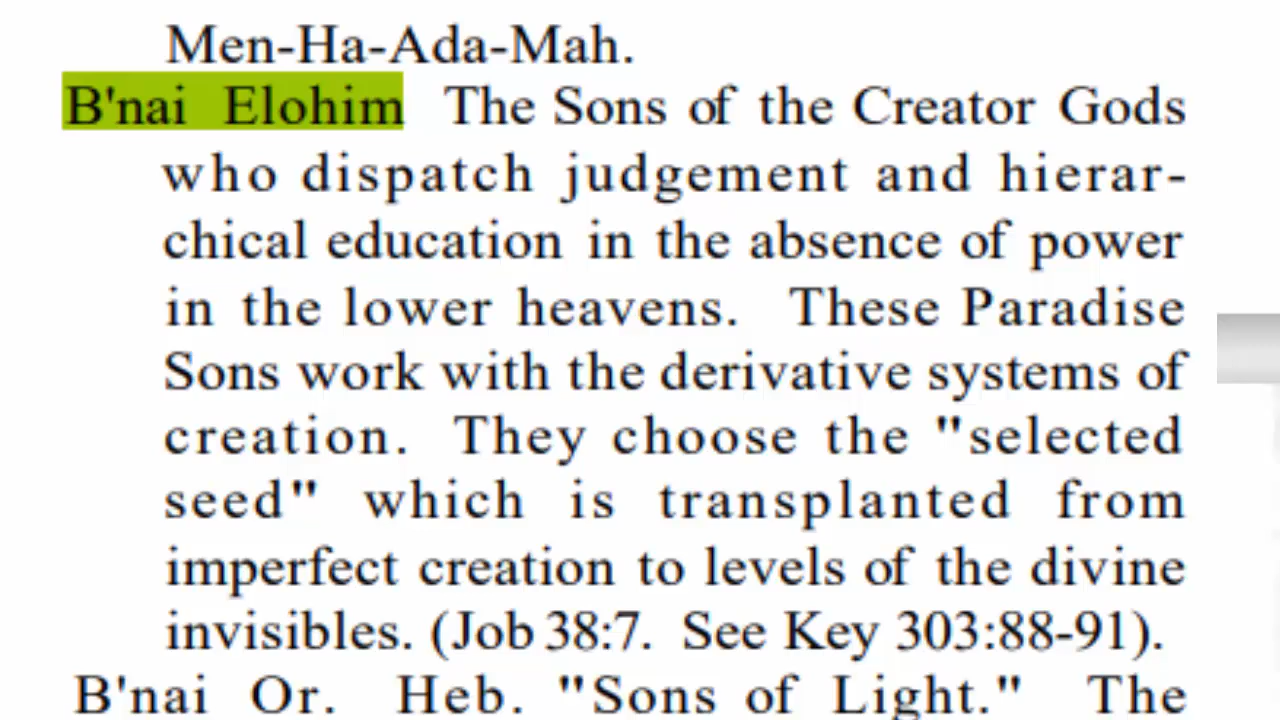 Men-Ha-Ada-Mah.
B'nai Elohim The Sons of the Creator Gods
who dispatch judgement and hierar-
chical education in the absence of power
in the lower heavens. These Paradise
Sons work with the derivative systems of
creation. They choose the "selected
seed" which is transplanted from
imperfect creation to levels of the divine
invisibles. (Job 38:7. See Key 303:88-91).
B'nai Or. Heb. "Sons of Light." The